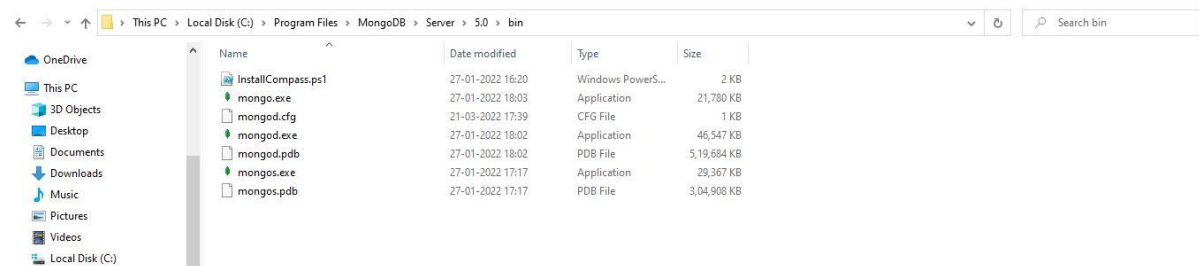 This PC > Local Disk (C:) > Program Files > MongoDB > Server > 5.0 > bin
Search bin
OneDrive
This PC
3D Objects
Desktop
Documents
Downloads
Music
Pictures
Videos
Local Disk (C:)
Name Date modified Type Size
InstallCompass.ps1 27-01-2022 16:20 Windows PowerS... 2 KB
mongo.exe 27-01-2022 18:03 Application 21,780 KB
mongod.cfg 21-03-2022 17:39 CFG File 1 KB
mongod.exe 27-01-2022 18:02 Application 46,547 KB
mongod.pdb 27-01-2022 18:02 PDB File 5,19,684 KB
mongos.exe 27-01-2022 17:17 Application 29,367 KB
mongos.pdb 27-01-2022 17:17 PDB File 3,04,908 KB